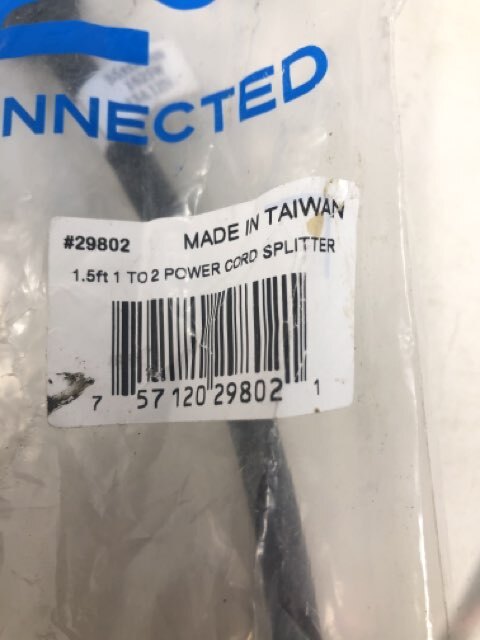 NNECTED
#29802 MADE IN TAIWAN
1.5ft 1 TO 2 POWER CORD SPLITTER
7 57120 29802 1